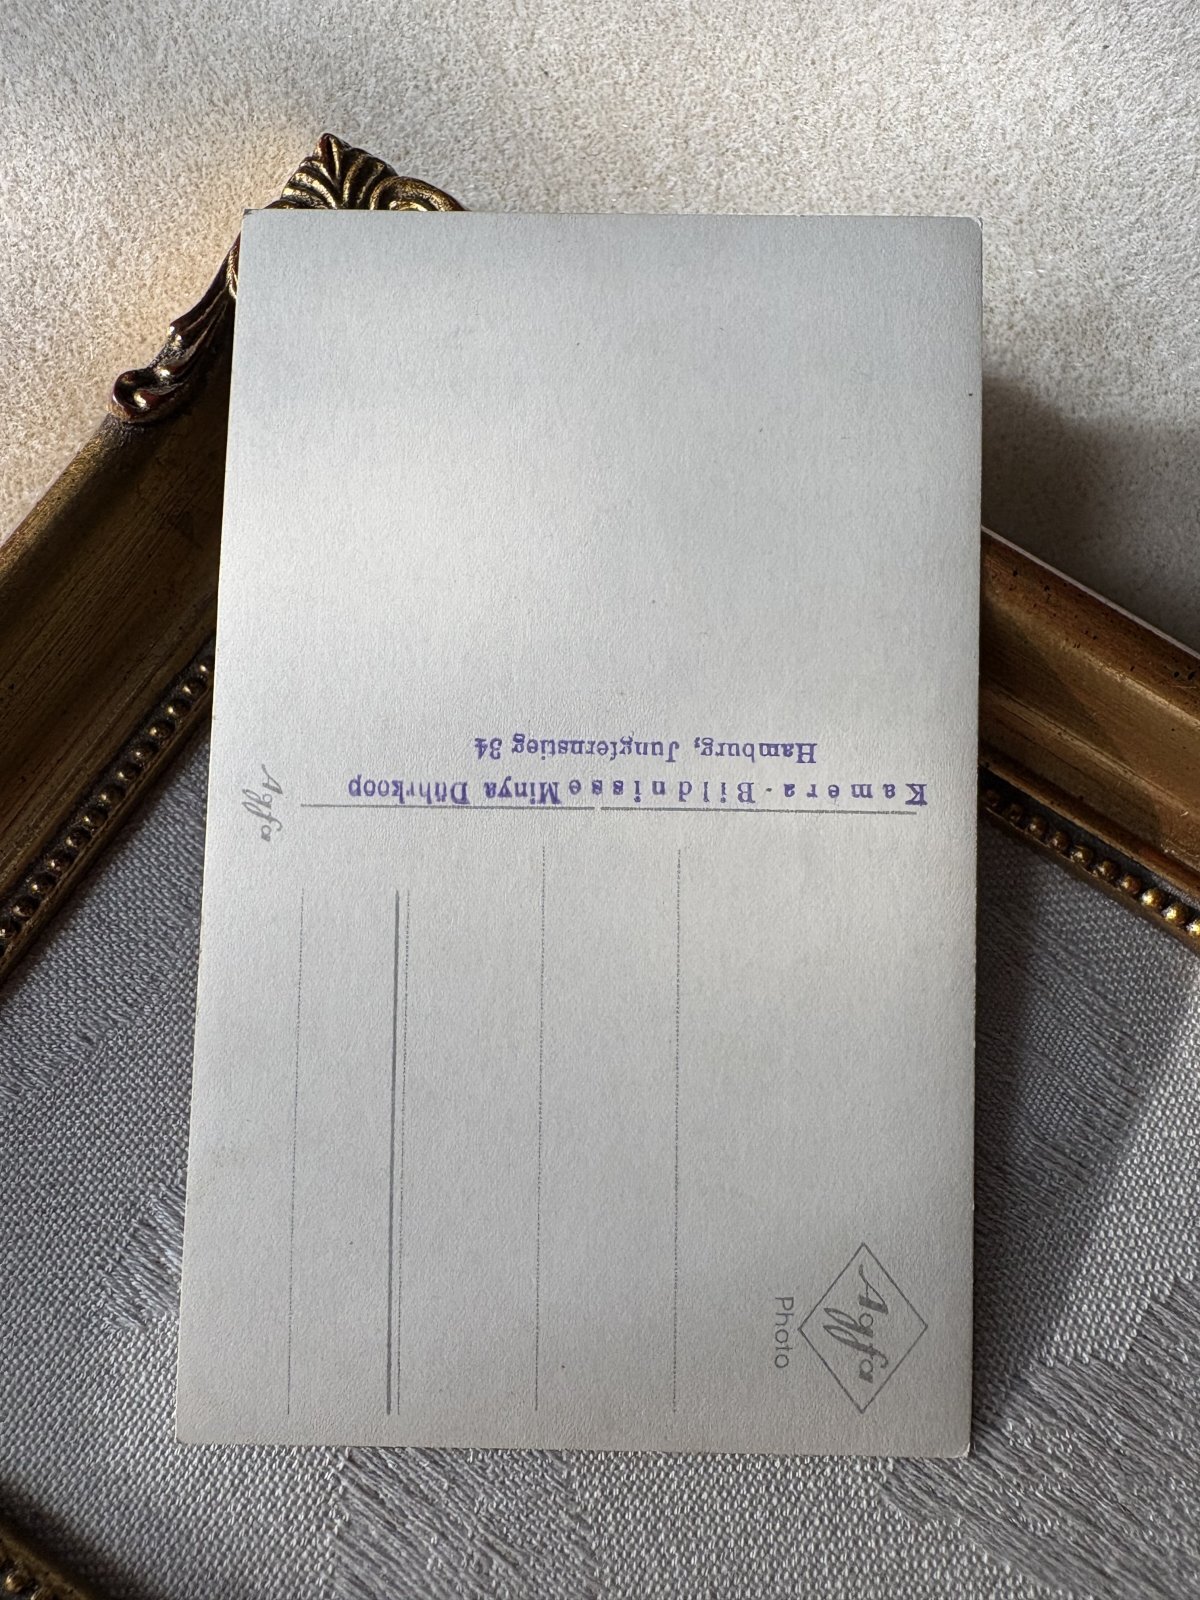 Kamera-Bildnisse Minya Dührkoop
Hamburg, Jungfernstieg 34
Agfa
Agfa
Photo